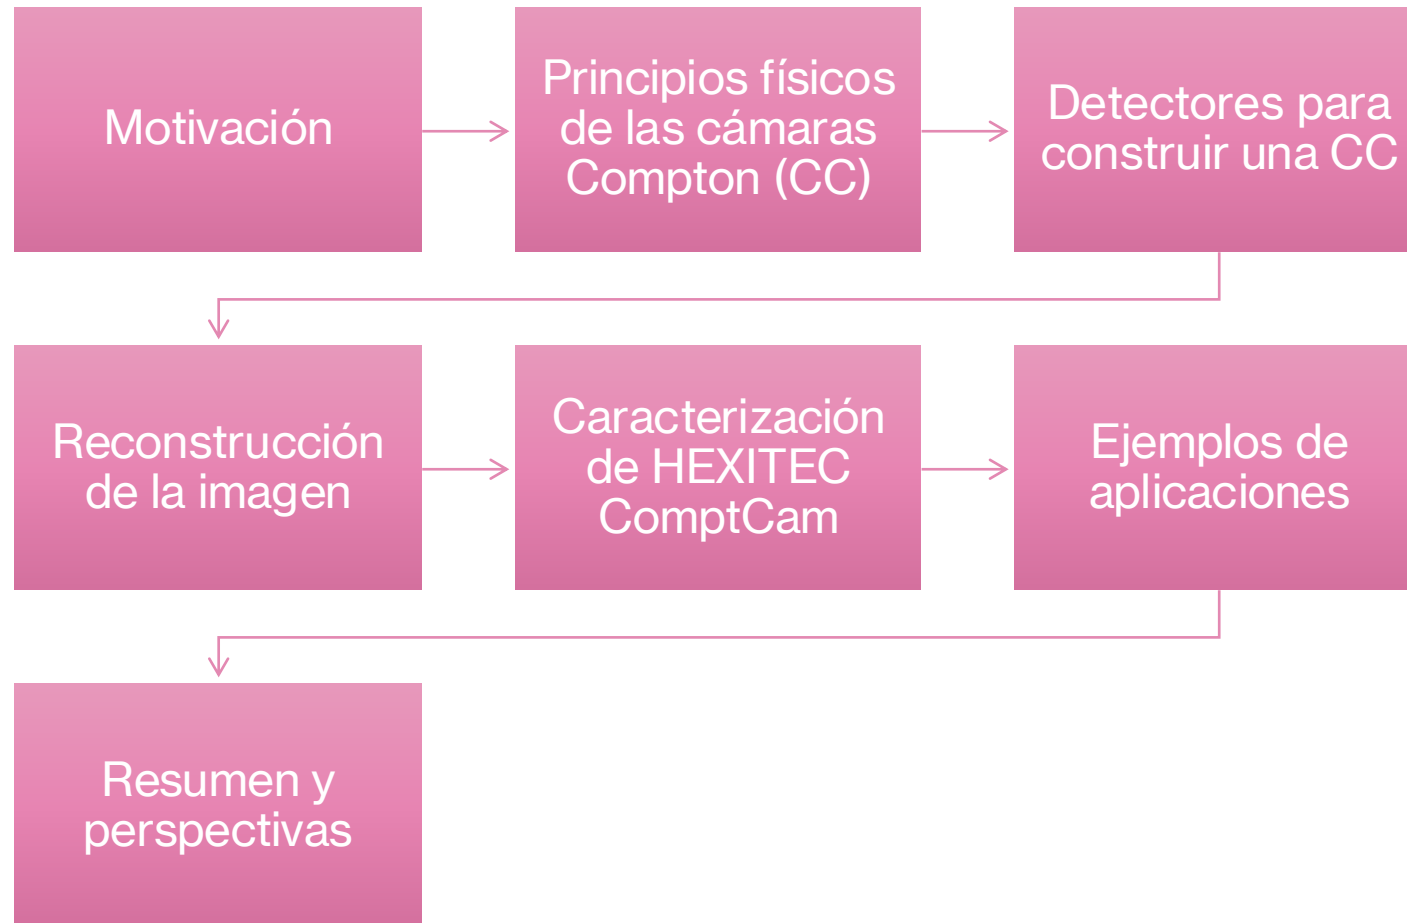 Motivación
Principios físicos
de las cámaras
Compton (CC)
Detectores para
construir una CC
Reconstrucción
de la imagen
Caracterización
de HEXITEC
ComptCam
Ejemplos de
aplicaciones
Resumen y
perspectivas